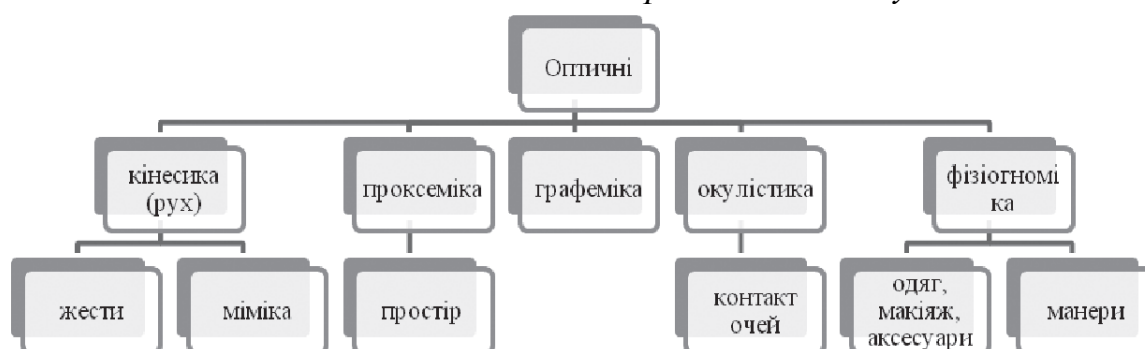 Оптичні
кінесика
(рух)
проксеміка
графеміка
окулістика
фізіогномі
ка
жести
міміка
простір
контакт
очей
одяг,
макіяж,
аксесуари
манери